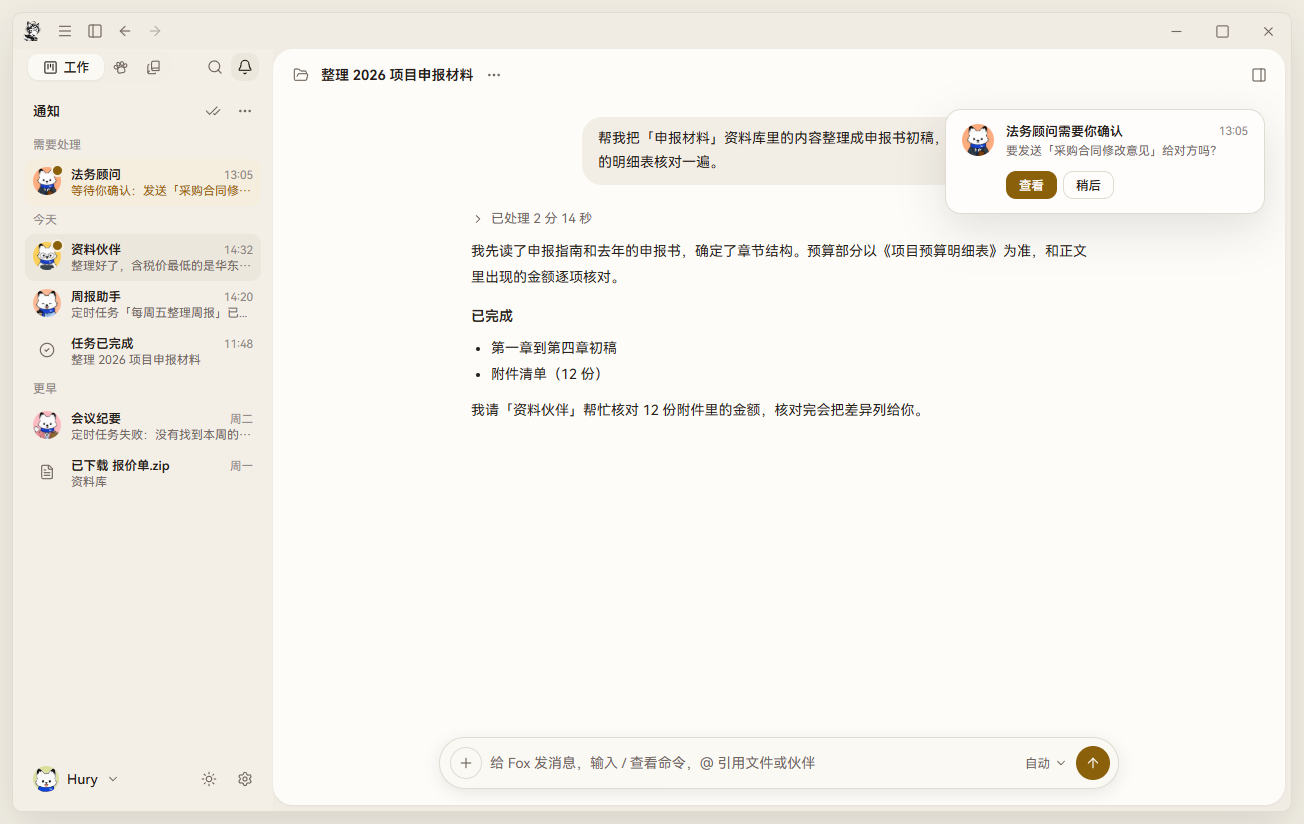 工作
通知
需要处理
法务顾问 13:05
等待你确认：发送「采购合同修…
今天
资料伙伴 14:32
整理好了，含税价最低的是华东…
周报助手 14:20
定时任务「每周五整理周报」已...
任务已完成 11:48
整理 2026 项目申报材料
更早
会议纪要 周二
定时任务失败：没有找到本周的…
已下载 报价单.zip 周一
资料库
Hury
整理 2026 项目申报材料
帮我把「申报材料」资料库里的内容整理成申报书初稿，
的明细表核对一遍。
法务顾问需要你确认 13:05
要发送「采购合同修改意见」给对方吗？
查看 稍后
已处理 2 分 14 秒
我先读了申报指南和去年的申报书，确定了章节结构。预算部分以《项目预算明细表》为准，和正文
里出现的金额逐项核对。
已完成
• 第一章到第四章初稿
• 附件清单（12 份）
我请「资料伙伴」帮忙核对 12 份附件里的金额，核对完会把差异列给你。
给 Fox 发消息，输入 / 查看命令，@ 引用文件或伙伴 自动